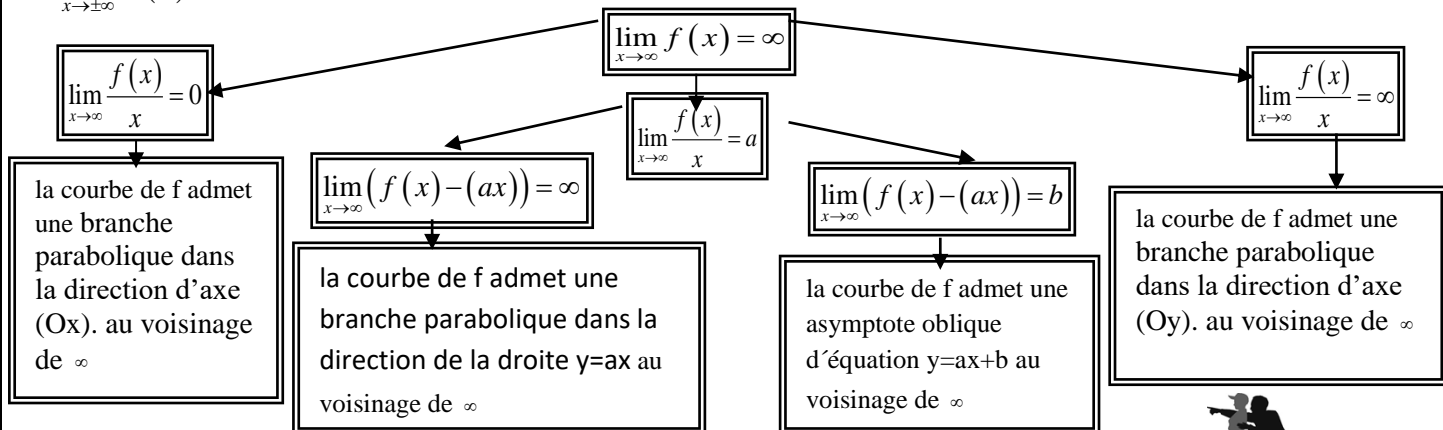 x→±∞
lim f(x) = ∞
x→∞
lim f(x)/x = 0
x→∞
lim f(x)/x = a
x→∞
lim f(x)/x = ∞
x→∞
lim (f(x)−(ax)) = ∞
x→∞
lim (f(x)−(ax)) = b
x→∞
la courbe de f admet
une branche
parabolique dans
la direction d’axe
(Ox). au voisinage
de ∞
la courbe de f admet une
branche parabolique dans la
direction de la droite y=ax au
voisinage de ∞
la courbe de f admet une
asymptote oblique
d´équation y=ax+b au
voisinage de ∞
la courbe de f admet une
branche parabolique
dans la direction d’axe
(Oy). au voisinage de ∞